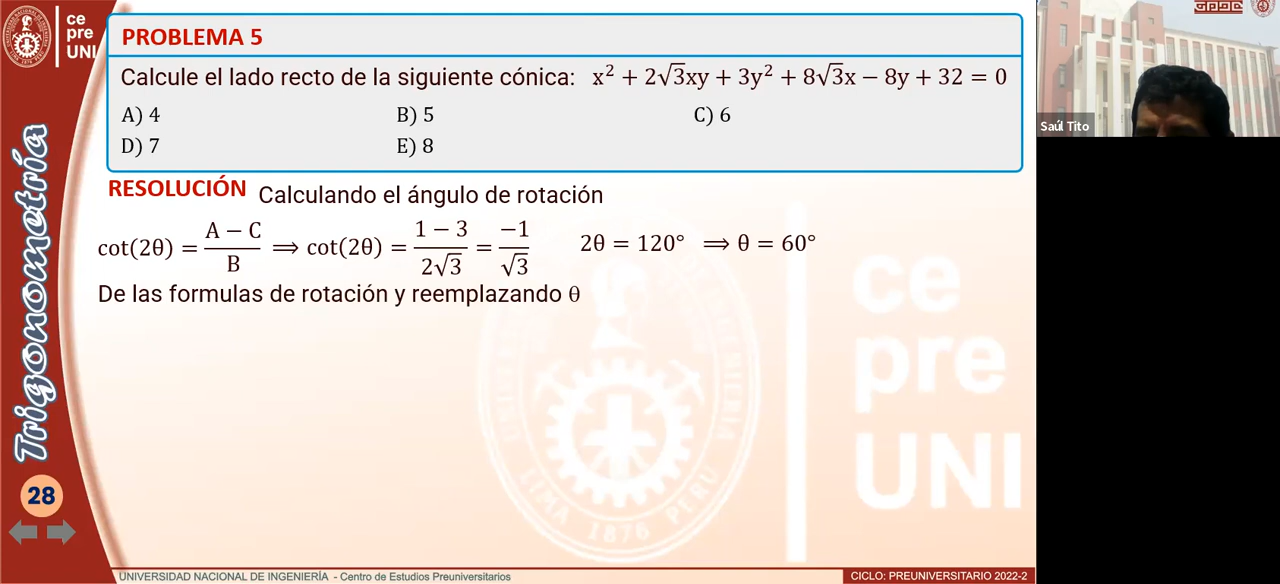 ce
pre
UNI
PROBLEMA 5
Calcule el lado recto de la siguiente cónica: x² + 2√3xy + 3y² + 8√3x − 8y + 32 = 0
A) 4 B) 5 C) 6
D) 7 E) 8
Saúl Tito
RESOLUCIÓN Calculando el ángulo de rotación
cot(2θ) = (A − C)/B ⟹ cot(2θ) = (1 − 3)/(2√3) = −1/√3 2θ = 120° ⟹ θ = 60°
De las formulas de rotación y reemplazando θ
Trigonometría
ce
pre
UNI
LIMA PERU
1876
28
UNIVERSIDAD NACIONAL DE INGENIERÍA - Centro de Estudios Preuniversitarios
CICLO: PREUNIVERSITARIO 2022-2